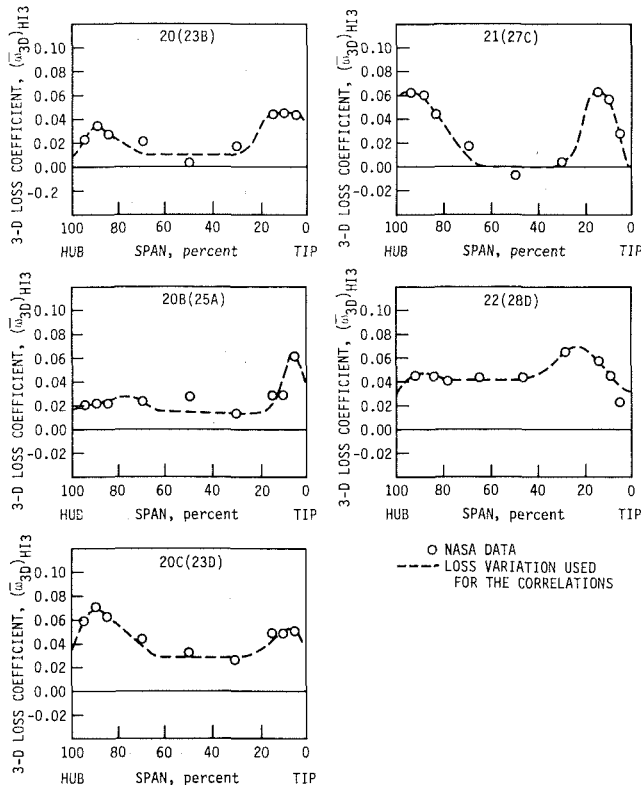 20(23B)
3-D LOSS COEFFICIENT, (ω̅3D)HI3
0.10
0.08
0.06
0.04
0.02
0.00
-0.2
100 80 60 40 20 0
HUB SPAN, percent TIP
21(27C)
3-D LOSS COEFFICIENT, (ω̅3D)HI3
0.10
0.08
0.06
0.04
0.02
0.00
-0.02
100 80 60 40 20 0
HUB SPAN, percent TIP
20B(25A)
3-D LOSS COEFFICIENT, (ω̅3D)HI3
0.10
0.08
0.06
0.04
0.02
0.00
-0.02
100 80 60 40 20 0
HUB SPAN, percent TIP
22(28D)
3-D LOSS COEFFICIENT, (ω̅3D)HI3
0.10
0.08
0.06
0.04
0.02
0.00
-0.02
100 80 60 40 20 0
HUB SPAN, percent TIP
20C(23D)
3-D LOSS COEFFICIENT, (ω̅3D)HI3
0.10
0.08
0.06
0.04
0.02
0.00
-0.02
100 80 60 40 20 0
HUB SPAN, percent TIP
NASA DATA
LOSS VARIATION USED
FOR THE CORRELATIONS